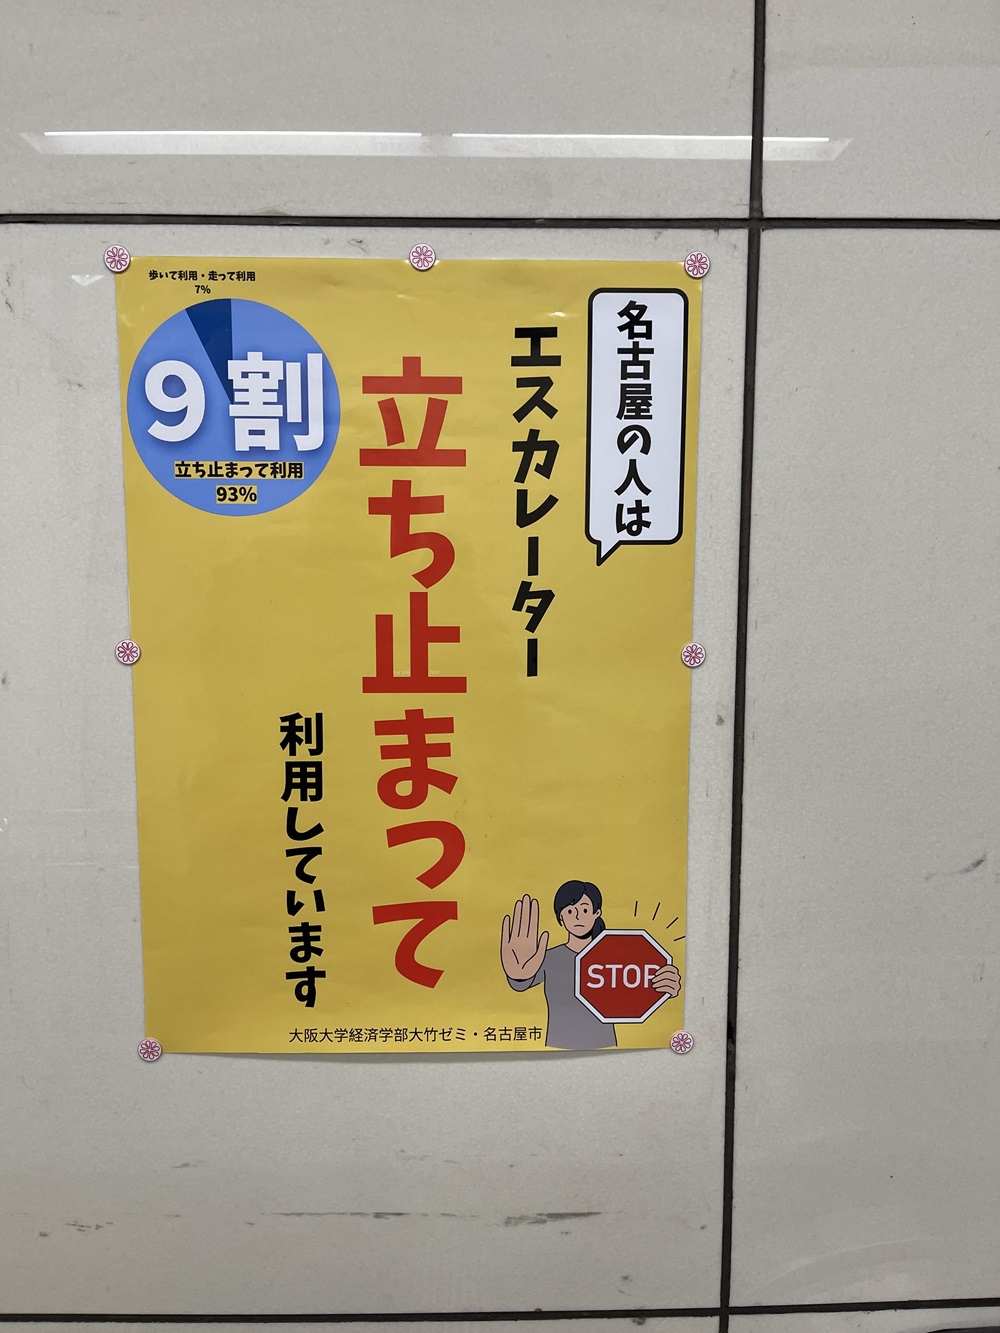 名古屋の人は
エスカレーター
立ち止まって
利用しています
歩いて利用・走って利用
7%
9割
立ち止まって利用
93%
STOP
大阪大学経済学部大竹ゼミ・名古屋市